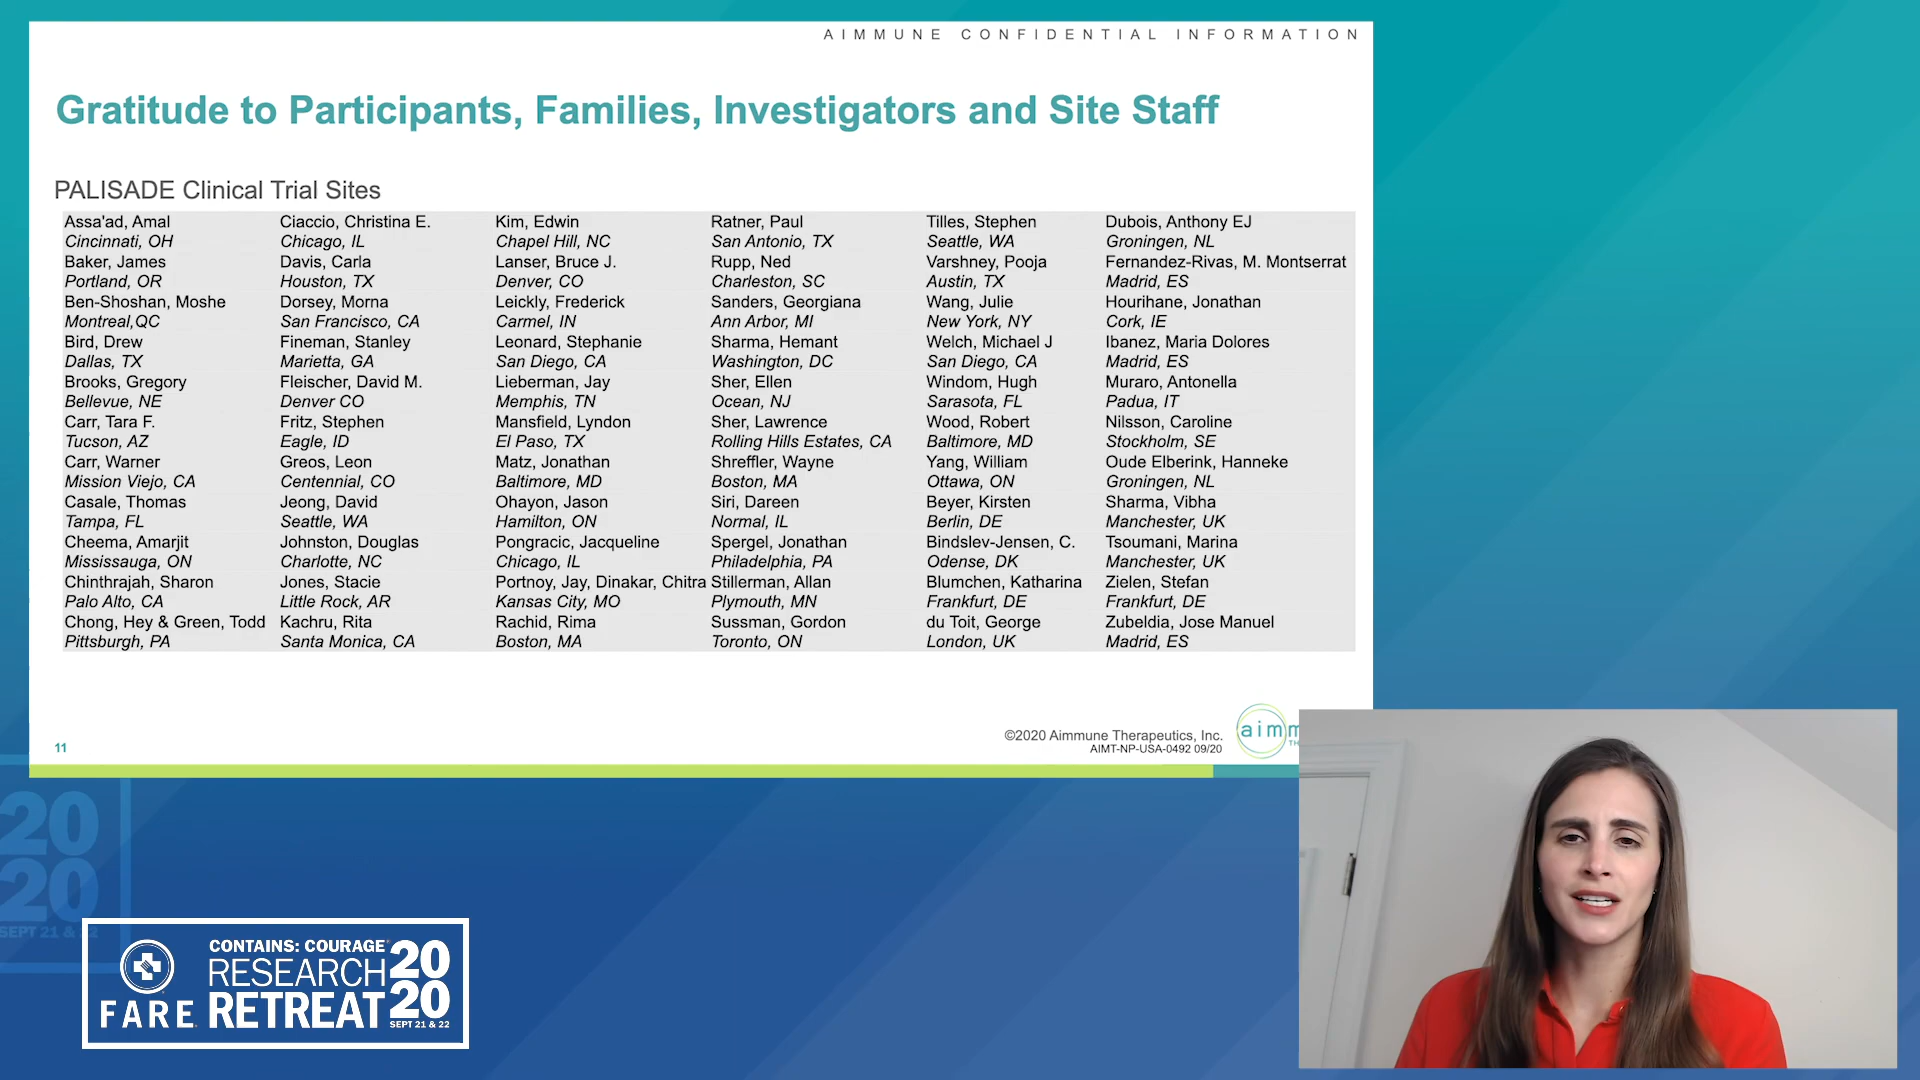 AIMMUNE CONFIDENTIAL INFORMATION
Gratitude to Participants, Families, Investigators and Site Staff
PALISADE Clinical Trial Sites
Assa'ad, Amal
Cincinnati, OH
Baker, James
Portland, OR
Ben-Shoshan, Moshe
Montreal,QC
Bird, Drew
Dallas, TX
Brooks, Gregory
Bellevue, NE
Carr, Tara F.
Tucson, AZ
Carr, Warner
Mission Viejo, CA
Casale, Thomas
Tampa, FL
Cheema, Amarjit
Mississauga, ON
Chinthrajah, Sharon
Palo Alto, CA
Chong, Hey & Green, Todd
Pittsburgh, PA
Ciaccio, Christina E.
Chicago, IL
Davis, Carla
Houston, TX
Dorsey, Morna
San Francisco, CA
Fineman, Stanley
Marietta, GA
Fleischer, David M.
Denver CO
Fritz, Stephen
Eagle, ID
Greos, Leon
Centennial, CO
Jeong, David
Seattle, WA
Johnston, Douglas
Charlotte, NC
Jones, Stacie
Little Rock, AR
Kachru, Rita
Santa Monica, CA
Kim, Edwin
Chapel Hill, NC
Lanser, Bruce J.
Denver, CO
Leickly, Frederick
Carmel, IN
Leonard, Stephanie
San Diego, CA
Lieberman, Jay
Memphis, TN
Mansfield, Lyndon
El Paso, TX
Matz, Jonathan
Baltimore, MD
Ohayon, Jason
Hamilton, ON
Pongracic, Jacqueline
Chicago, IL
Portnoy, Jay, Dinakar, Chitra
Kansas City, MO
Rachid, Rima
Boston, MA
Ratner, Paul
San Antonio, TX
Rupp, Ned
Charleston, SC
Sanders, Georgiana
Ann Arbor, MI
Sharma, Hemant
Washington, DC
Sher, Ellen
Ocean, NJ
Sher, Lawrence
Rolling Hills Estates, CA
Shreffler, Wayne
Boston, MA
Siri, Dareen
Normal, IL
Spergel, Jonathan
Philadelphia, PA
Stillerman, Allan
Plymouth, MN
Sussman, Gordon
Toronto, ON
Tilles, Stephen
Seattle, WA
Varshney, Pooja
Austin, TX
Wang, Julie
New York, NY
Welch, Michael J
San Diego, CA
Windom, Hugh
Sarasota, FL
Wood, Robert
Baltimore, MD
Yang, William
Ottawa, ON
Beyer, Kirsten
Berlin, DE
Bindslev-Jensen, C.
Odense, DK
Blumchen, Katharina
Frankfurt, DE
du Toit, George
London, UK
Dubois, Anthony EJ
Groningen, NL
Fernandez-Rivas, M. Montserrat
Madrid, ES
Hourihane, Jonathan
Cork, IE
Ibanez, Maria Dolores
Madrid, ES
Muraro, Antonella
Padua, IT
Nilsson, Caroline
Stockholm, SE
Oude Elberink, Hanneke
Groningen, NL
Sharma, Vibha
Manchester, UK
Tsoumani, Marina
Manchester, UK
Zielen, Stefan
Frankfurt, DE
Zubeldia, Jose Manuel
Madrid, ES
©2020 Aimmune Therapeutics, Inc.
AIMT-NP-USA-0492 09/20
aimm
TH
11
20
20
SEPT 21 & 22
FARE
CONTAINS: COURAGE
RESEARCH
RETREAT
20
20
SEPT 21 & 22